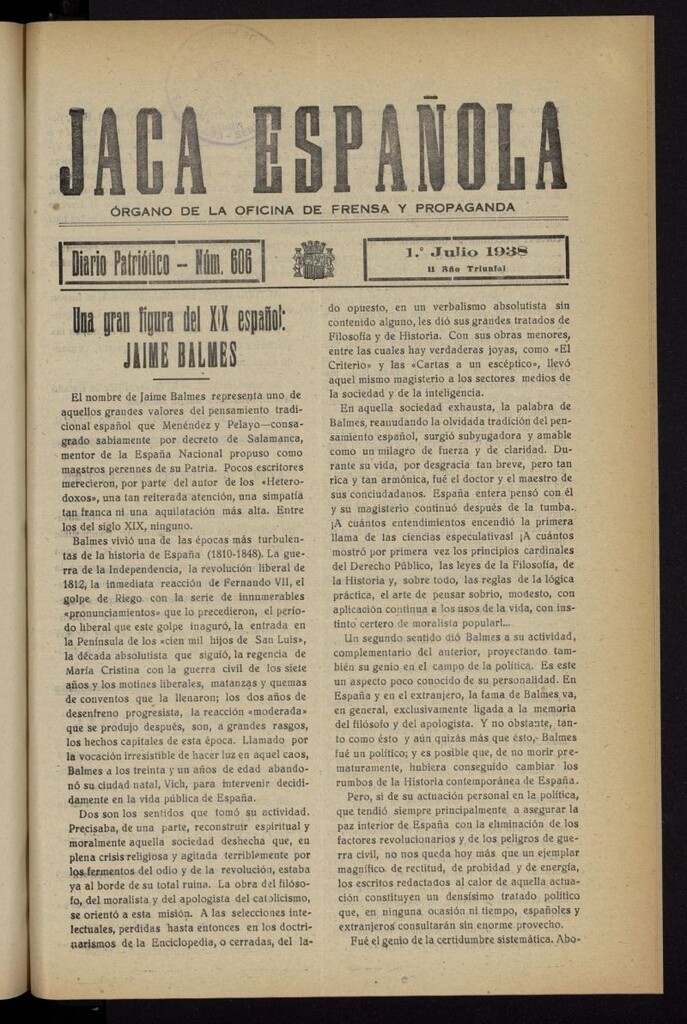 JACA ESPAÑOLA
ÓRGANO DE LA OFICINA DE PRENSA Y PROPAGANDA
Diario Patriótico — Núm. 606
1.º Julio 1938
II Año Triunfal
Una gran figura del XIX español:
JAIME BALMES
El nombre de Jaime Balmes representa uno de
aquellos grandes valores del pensamiento tradi-
cional español que Menéndez y Pelayo—consa-
grado sabiamente por decreto de Salamanca,
mentor de la España Nacional propuso como
maestros perennes de su Patria. Pocos escritores
merecieron, por parte del autor de los «Hetero-
doxos», una tan reiterada atención, una simpatía
tan franca ni una aquilatación más alta. Entre
los del siglo XIX, ninguno.
Balmes vivió una de las épocas más turbulen-
tas de la historia de España (1810-1848). La gue-
rra de la Independencia, la revolución liberal de
1812, la inmediata reacción de Fernando VII, el
golpe de Riego con la serie de innumerables
«pronunciamientos» que lo precedieron, el perío-
do liberal que este golpe inaguró, la entrada en
la Península de los «cien mil hijos de San Luis»,
la década absolutista que siguió, la regencia de
María Cristina con la guerra civil de los siete
años y los motines liberales, matanzas y quemas
de conventos que la llenaron; los dos años de
desenfreno progresista, la reacción «moderada»
que se produjo después, son, a grandes rasgos,
los hechos capitales de esta época. Llamado por
la vocación irresistible de hacer luz en aquel caos,
Balmes a los treinta y un años de edad abando-
nó su ciudad natal, Vich, para intervenir decidi-
damente en la vida pública de España.
Dos son los sentidos que tomó su actividad.
Precisaba, de una parte, reconstruir espiritual y
moralmente aquella sociedad deshecha que, en
plena crisis religiosa y agitada terriblemente por
los fermentos del odio y de la revolución, estaba
ya al borde de su total ruina. La obra del filóso-
fo, del moralista y del apologista del catolicismo,
se orientó a esta misión. A las selecciones inte-
lectuales, perdidas hasta entonces en los doctri-
narismos de la Enciclopedia, o cerradas, del la-
do opuesto, en un verbalismo absolutista sin
contenido alguno, les dió sus grandes tratados de
Filosofía y de Historia. Con sus obras menores,
entre las cuales hay verdaderas joyas, como «El
Criterio» y las «Cartas a un escéptico», llevó
aquel mismo magisterio a los sectores medios de
la sociedad y de la inteligencia.
En aquella sociedad exhausta, la palabra de
Balmes, reanudando la olvidada tradición del pen-
samiento español, surgió subyugadora y amable
como un milagro de fuerza y de claridad. Du-
rante su vida, por desgracia tan breve, pero tan
rica y tan armónica, fué el doctor y el maestro de
sus conciudadanos. España entera pensó con él
y su magisterio continuó después de la tumba.
¡A cuántos entendimientos encendió la primera
llama de las ciencias especulativas! ¡A cuántos
mostró por primera vez los principios cardinales
del Derecho Público, las leyes de la Filosofía, de
la Historia y, sobre todo, las reglas de la lógica
práctica, el arte de pensar sobrio, modesto, con
aplicación continua a los usos de la vida, con ins-
tinto certero de moralista popular!...
Un segundo sentido dió Balmes a su actividad,
complementario del anterior, proyectando tam-
bién su genio en el campo de la política. Es este
un aspecto poco conocido de su personalidad. En
España y en el extranjero, la fama de Balmes va,
en general, exclusivamente ligada a la memoria
del filósofo y del apologista. Y no obstante, tan-
to como ésto y aún quizás más que ésto, Balmes
fué un político; y es posible que, de no morir pre-
maturamente, hubiera conseguido cambiar los
rumbos de la Historia contemporánea de España.
Pero, si de su actuación personal en la política,
que tendió siempre principalmente a asegurar la
paz interior de España con la eliminación de los
factores revolucionarios y de los peligros de gue-
rra civil, no nos queda hoy más que un ejemplar
magnífico de rectitud, de probidad y de energía,
los escritos redactados al calor de aquella actua-
ción constituyen un densísimo tratado político
que, en ninguna ocasión ni tiempo, españoles y
extranjeros consultarán sin enorme provecho.
Fué el genio de la certidumbre sistemática. Abo-